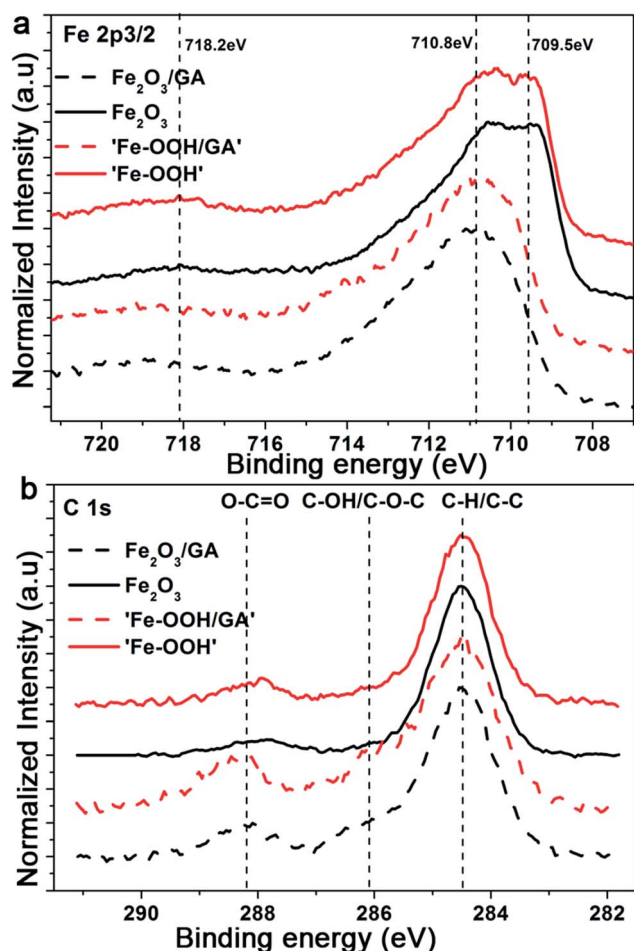 a
Fe 2p3/2
718.2eV
710.8eV
709.5eV
Fe₂O₃/GA
Fe₂O₃
'Fe-OOH/GA'
'Fe-OOH'
Normalized Intensity (a.u)
720 718 716 714 712 710 708
Binding energy (eV)
b
O-C=O C-OH/C-O-C C-H/C-C
C 1s
Fe₂O₃/GA
Fe₂O₃
'Fe-OOH/GA'
'Fe-OOH'
Normalized Intensity (a.u)
290 288 286 284 282
Binding energy (eV)